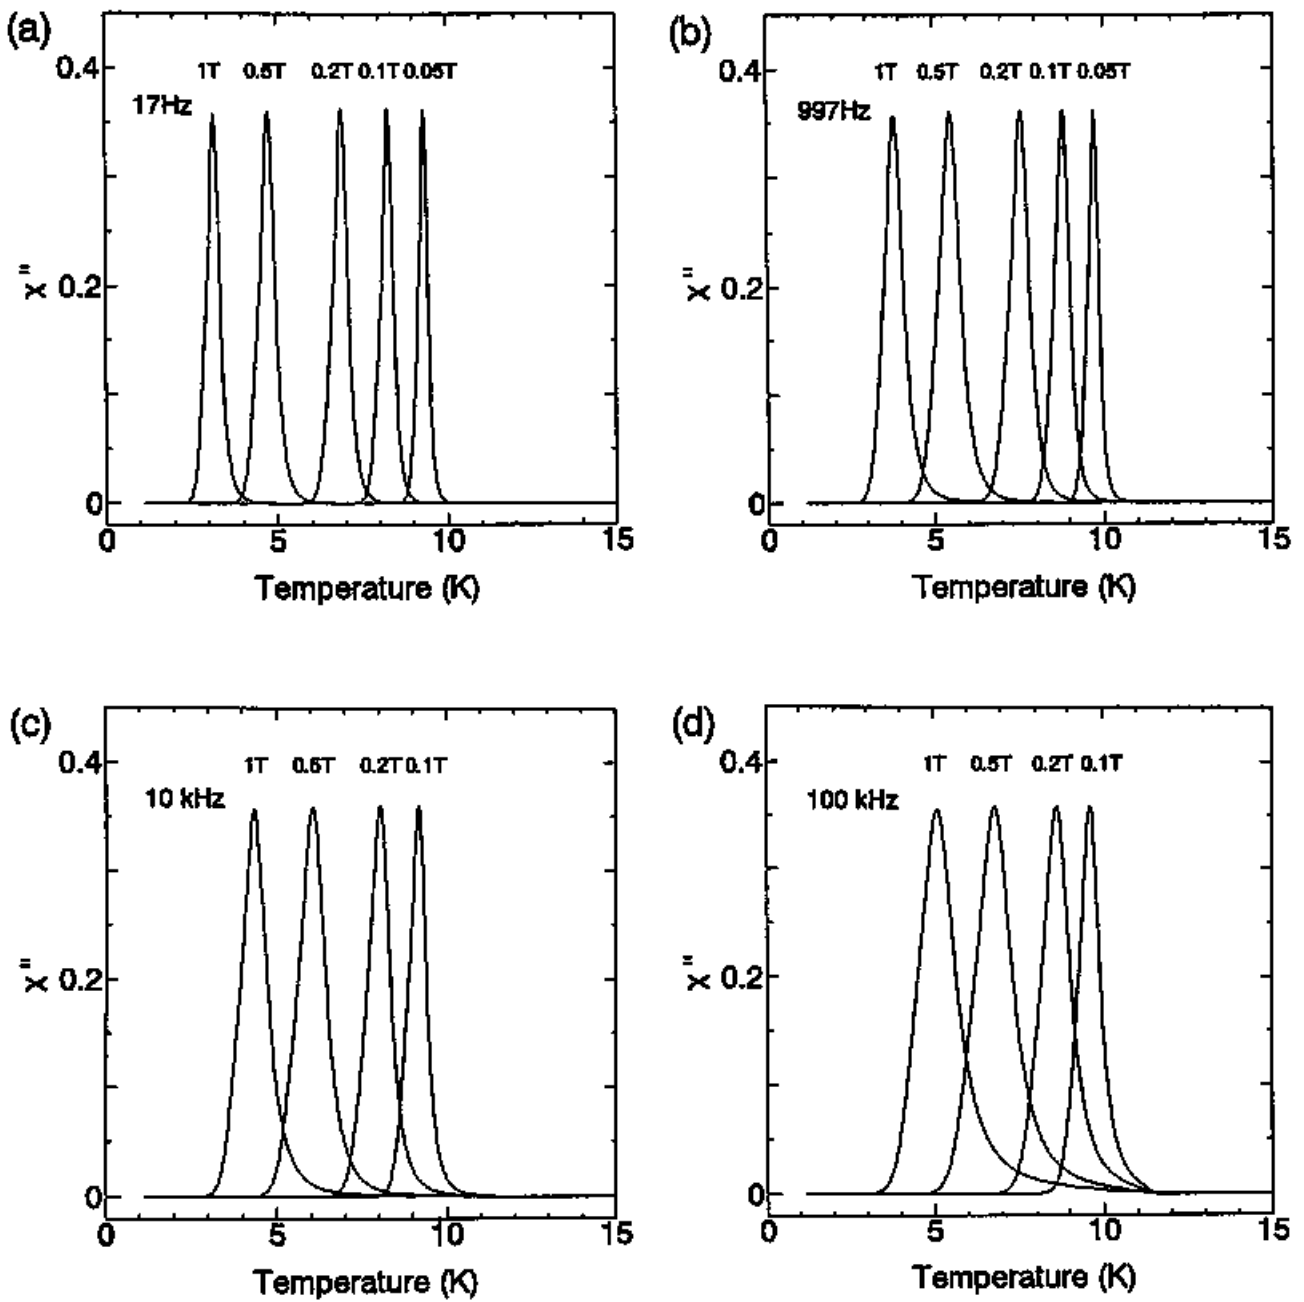 (a)
1T 0.5T 0.2T 0.1T 0.05T
17Hz
0.4
0.2
0
χ"
0 5 10 15
Temperature (K)
(b)
1T 0.5T 0.2T 0.1T 0.05T
997Hz
0.4
0.2
0
χ"
0 5 10 15
Temperature (K)
(c)
1T 0.5T 0.2T 0.1T
10 kHz
0.4
0.2
0
χ"
0 5 10 15
Temperature (K)
(d)
1T 0.5T 0.2T 0.1T
100 kHz
0.4
0.2
0
χ"
0 5 10 15
Temperature (K)